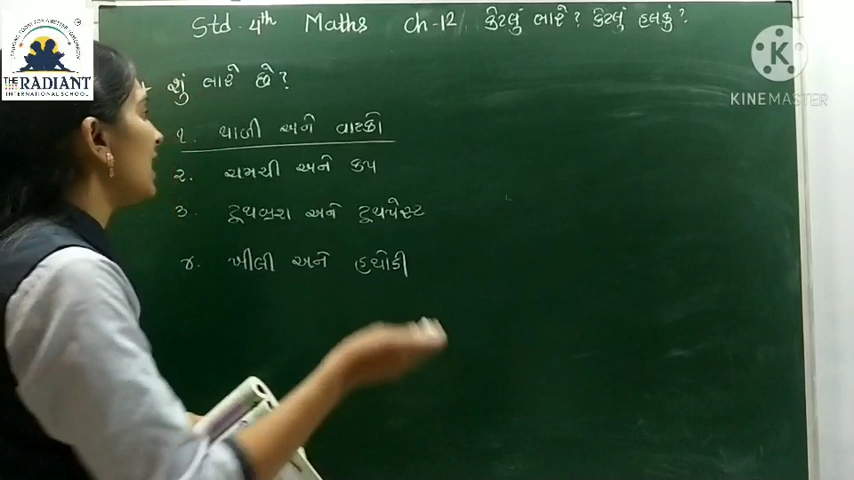 Std - 4th Maths Ch-12 કેટલું ભારે? કેટલું હલકું?
THE RADIANT
INTERNATIONAL SCHOOL
KINEMASTER
શું ભારે છે?
૧. થાળી અને વાટકો
૨. ચમચી અને કપ
૩. ટૂથબ્રશ અને ટૂથપેસ્ટ
૪. ખીલી અને હથોડી